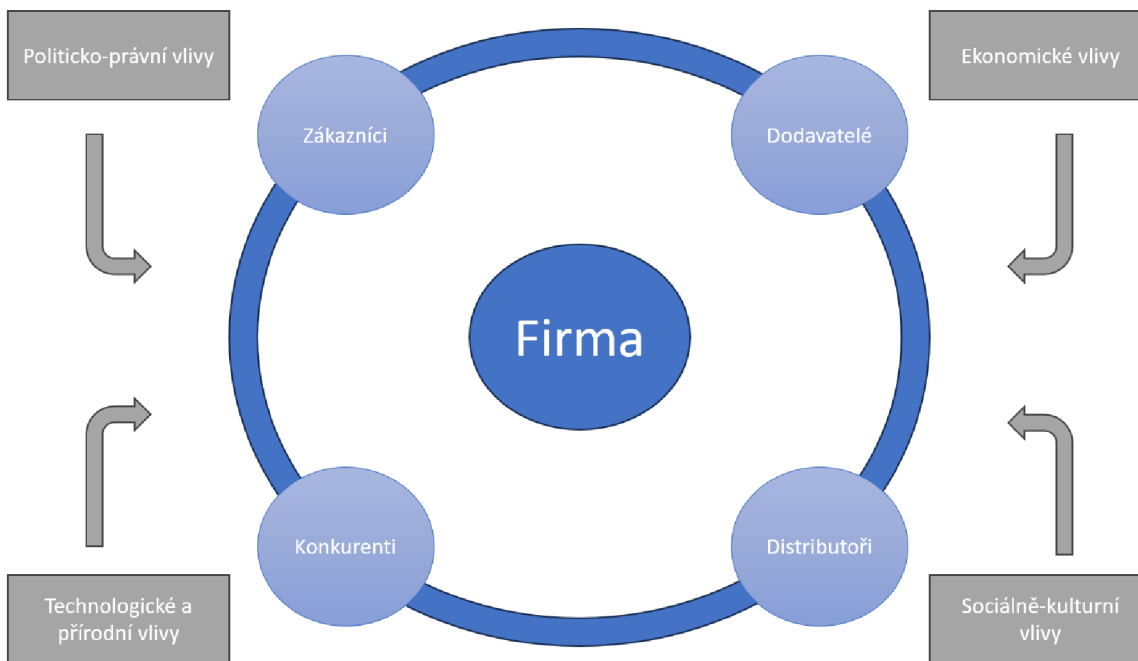 Politicko-právní vlivy
Ekonomické vlivy
Zákazníci
Dodavatelé
Firma
Konkurenti
Distributoři
Technologické a
přírodní vlivy
Sociálně-kulturní
vlivy